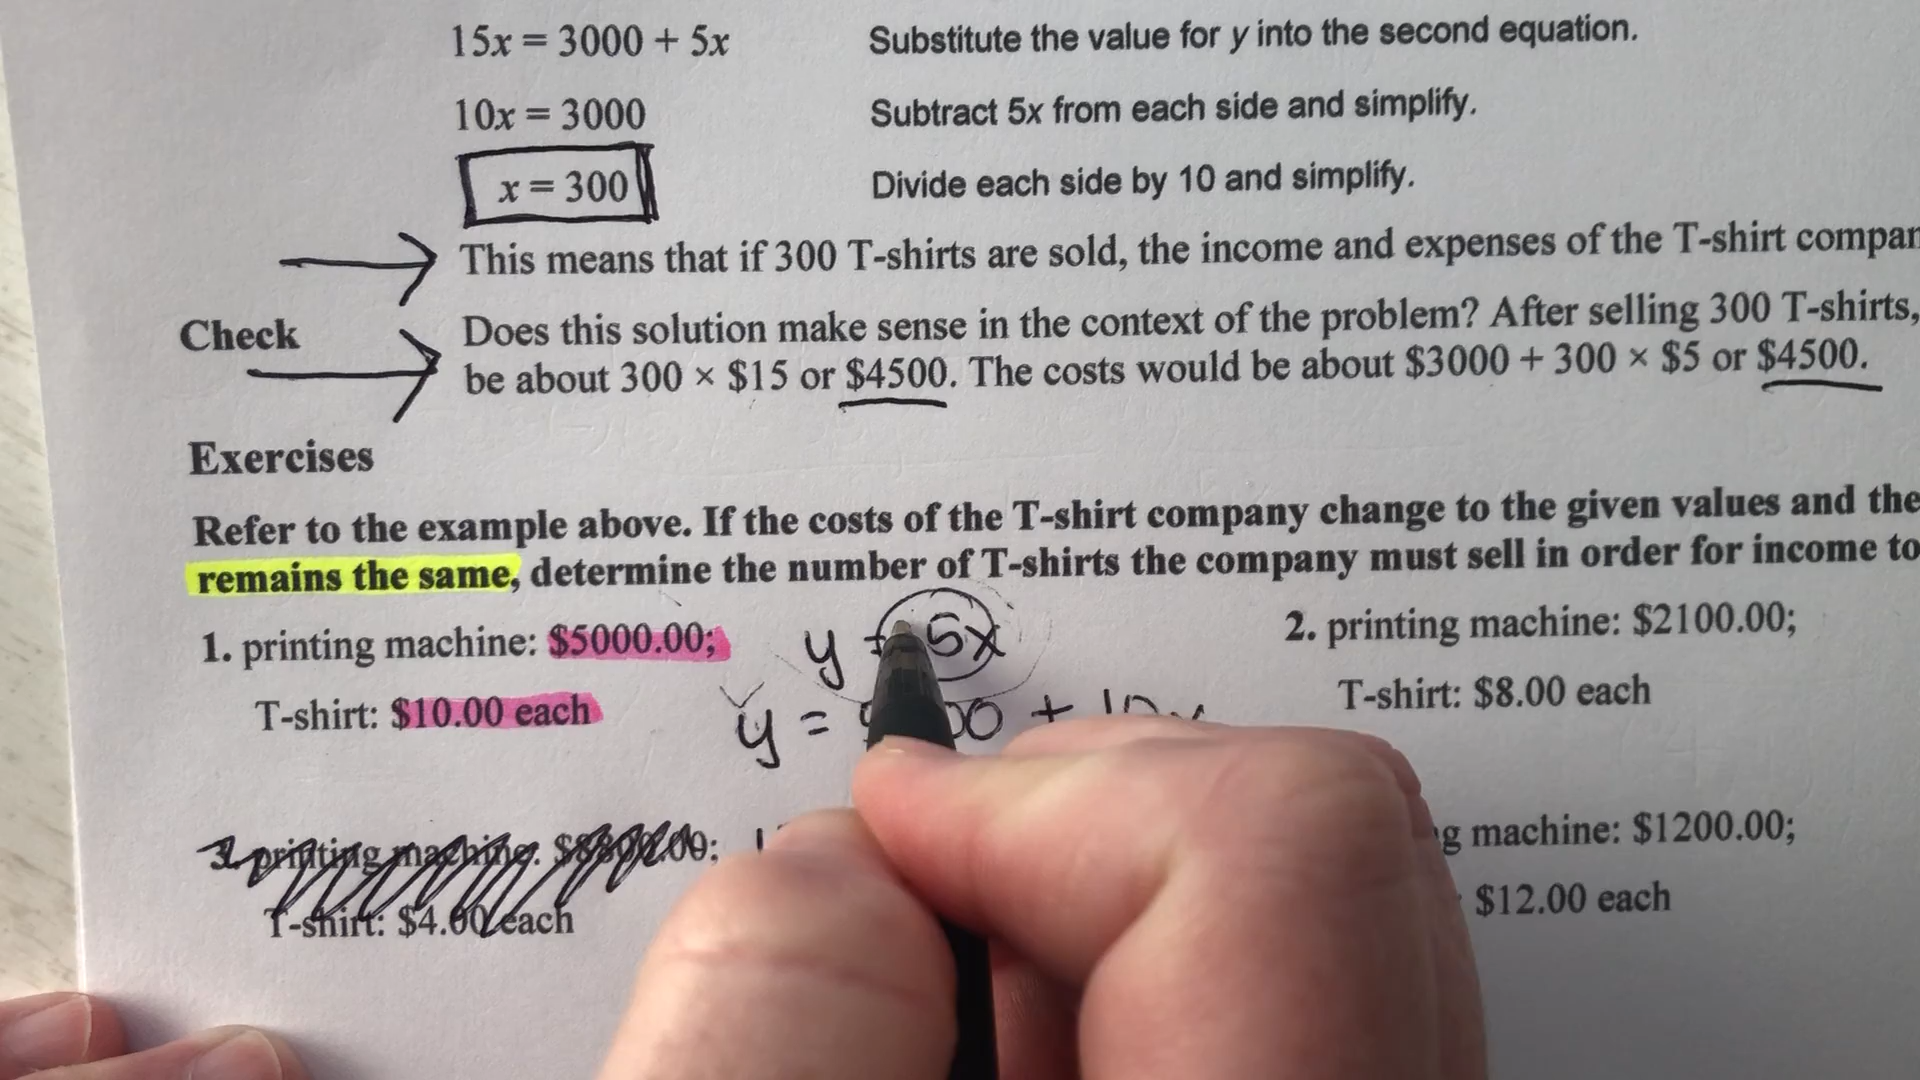 15x = 3000 + 5x Substitute the value for y into the second equation.
10x = 3000 Subtract 5x from each side and simplify.
x = 300 Divide each side by 10 and simplify.
This means that if 300 T-shirts are sold, the income and expenses of the T-shirt
Check Does this solution make sense in the context of the problem? After selling 300 T-shirts,
be about 300 × $15 or $4500. The costs would be about $3000 + 300 × $5 or $4500.
Exercises
Refer to the example above. If the costs of the T-shirt company change to the given values and the
remains the same, determine the number of T-shirts the company must sell in order for income to
1. printing machine: $5000.00;
T-shirt: $10.00 each
y 5x
y = + 10x
2. printing machine: $2100.00;
T-shirt: $8.00 each
3. printing machine:
T-shirt: $4.00 each
machine: $1200.00;
$12.00 each